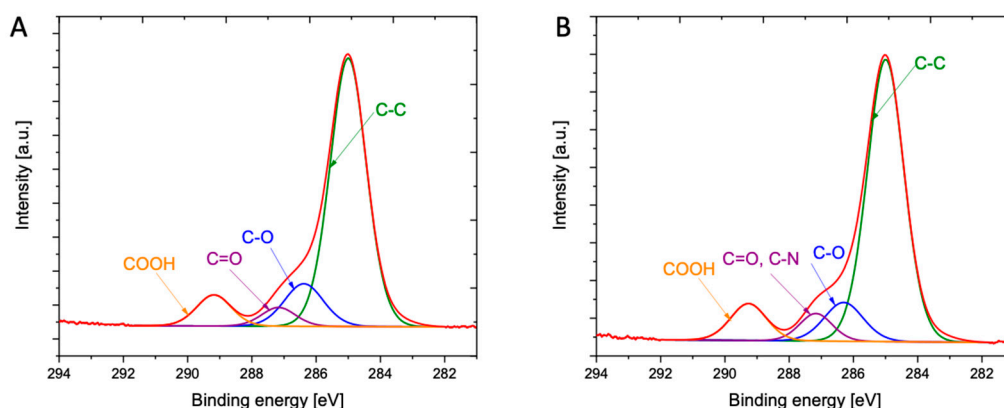 A
Intensity [a.u.]
C-C
C-O
C=O
COOH
294 292 290 288 286 284 282
Binding energy [eV]
B
Intensity [a.u.]
C-C
C=O, C-N
C-O
COOH
294 292 290 288 286 284 282
Binding energy [eV]